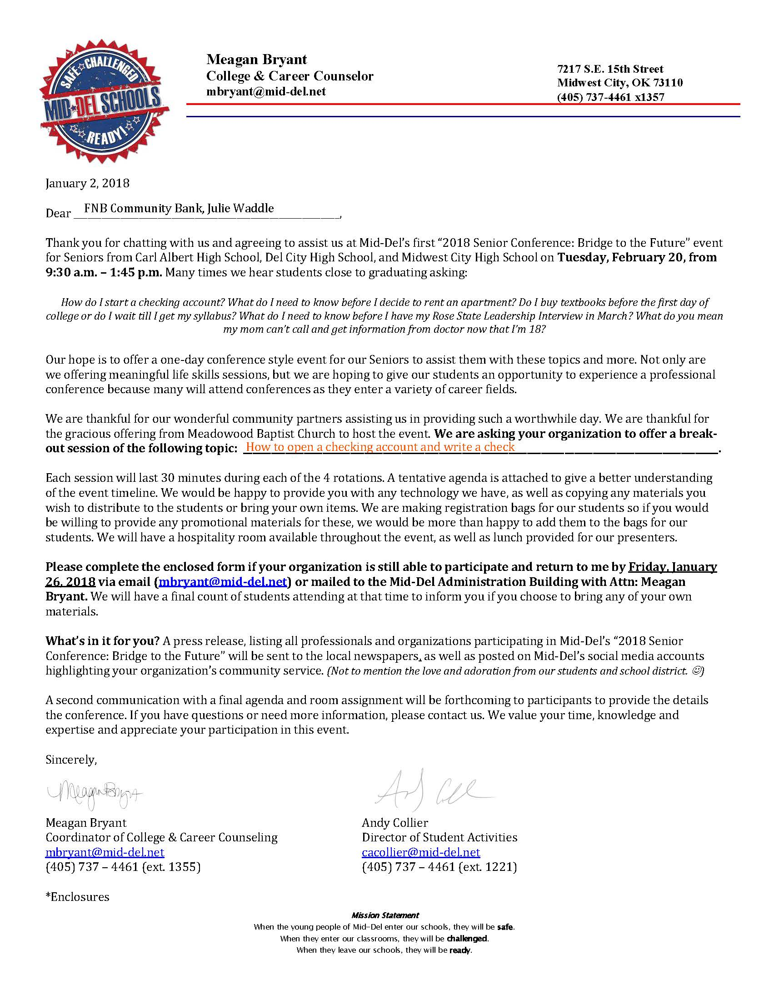 SAFE CHALLENGED
MID DEL SCHOOLS
READY!
Meagan Bryant
College & Career Counselor
mbryant@mid-del.net
7217 S.E. 15th Street
Midwest City, OK 73110
(405) 737-4461 x1357
January 2, 2018
Dear FNB Community Bank, Julie Waddle,
Thank you for chatting with us and agreeing to assist us at Mid-Del’s first “2018 Senior Conference: Bridge to the Future” event
for Seniors from Carl Albert High School, Del City High School, and Midwest City High School on Tuesday, February 20, from
9:30 a.m. – 1:45 p.m. Many times we hear students close to graduating asking:
How do I start a checking account? What do I need to know before I decide to rent an apartment? Do I buy textbooks before the first day of
college or do I wait till I get my syllabus? What do I need to know before I have my Rose State Leadership Interview in March? What do you mean
my mom can’t call and get information from doctor now that I’m 18?
Our hope is to offer a one-day conference style event for our Seniors to assist them with these topics and more. Not only are
we offering meaningful life skills sessions, but we are hoping to give our students an opportunity to experience a professional
conference because many will attend conferences as they enter a variety of career fields.
We are thankful for our wonderful community partners assisting us in providing such a worthwhile day. We are thankful for
the gracious offering from Meadowood Baptist Church to host the event. We are asking your organization to offer a break-
out session of the following topic: How to open a checking account and write a check.
Each session will last 30 minutes during each of the 4 rotations. A tentative agenda is attached to give a better understanding
of the event timeline. We would be happy to provide you with any technology we have, as well as copying any materials you
wish to distribute to the students or bring your own items. We are making registration bags for our students so if you would
be willing to provide any promotional materials for these, we would be more than happy to add them to the bags for our
students. We will have a hospitality room available throughout the event, as well as lunch provided for our presenters.
Please complete the enclosed form if your organization is still able to participate and return to me by Friday, January
26, 2018 via email (mbryant@mid-del.net) or mailed to the Mid-Del Administration Building with Attn: Meagan
Bryant. We will have a final count of students attending at that time to inform you if you choose to bring any of your own
materials.
What’s in it for you? A press release, listing all professionals and organizations participating in Mid-Del’s “2018 Senior
Conference: Bridge to the Future” will be sent to the local newspapers, as well as posted on Mid-Del’s social media accounts
highlighting your organization’s community service. (Not to mention the love and adoration from our students and school district. ☺)
A second communication with a final agenda and room assignment will be forthcoming to participants to provide the details
the conference. If you have questions or need more information, please contact us. We value your time, knowledge and
expertise and appreciate your participation in this event.
Sincerely,
Meagan Bryant
Meagan Bryant
Coordinator of College & Career Counseling
mbryant@mid-del.net
(405) 737 – 4461 (ext. 1355)
Andy Collier
Director of Student Activities
cacollier@mid-del.net
(405) 737 – 4461 (ext. 1221)
*Enclosures
Mission Statement
When the young people of Mid-Del enter our schools, they will be safe.
When they enter our classrooms, they will be challenged.
When they leave our schools, they will be ready.